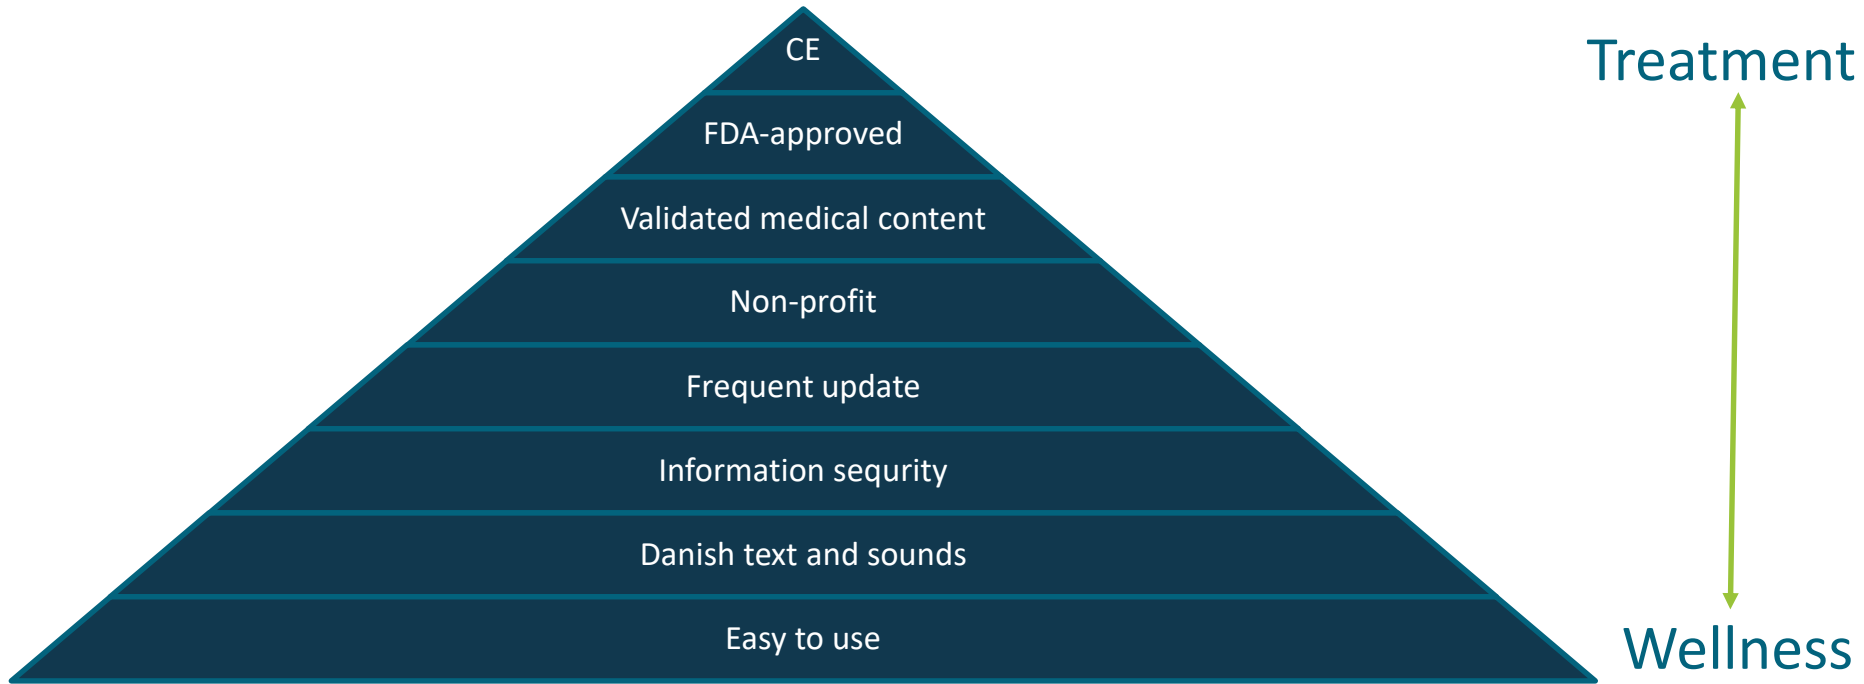 CE
Treatment
FDA-approved
Validated medical content
Non-profit
Frequent update
Information sequrity
Danish text and sounds
Easy to use
Wellness